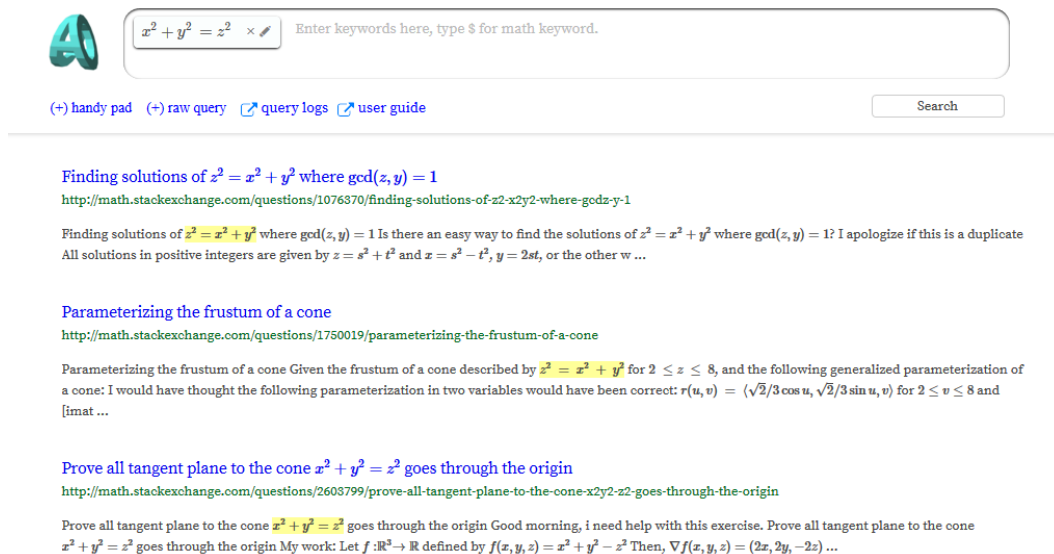 x² + y² = z² × Enter keywords here, type $ for math keyword.
(+) handy pad (+) raw query query logs user guide Search
Finding solutions of z² = x² + y² where gcd(z, y) = 1
http://math.stackexchange.com/questions/1076370/finding-solutions-of-z2-x2y2-where-gcdz-y-1
Finding solutions of z² = x² + y² where gcd(z, y) = 1 Is there an easy way to find the solutions of z² = x² + y² where gcd(z, y) = 1? I apologize if this is a duplicate
All solutions in positive integers are given by z = s² + t² and x = s² − t², y = 2st, or the other w ...
Parameterizing the frustum of a cone
http://math.stackexchange.com/questions/1750019/parameterizing-the-frustum-of-a-cone
Parameterizing the frustum of a cone Given the frustum of a cone described by z² = x² + y² for 2 ≤ z ≤ 8, and the following generalized parameterization of
a cone: I would have thought the following parameterization in two variables would have been correct: r(u, v) = ⟨√2/3 cos u, √2/3 sin u, v⟩ for 2 ≤ v ≤ 8 and
[imat ...
Prove all tangent plane to the cone x² + y² = z² goes through the origin
http://math.stackexchange.com/questions/2603799/prove-all-tangent-plane-to-the-cone-x2y2-z2-goes-through-the-origin
Prove all tangent plane to the cone x² + y² = z² goes through the origin Good morning, i need help with this exercise. Prove all tangent plane to the cone
x² + y² = z² goes through the origin My work: Let f :ℝ³→ ℝ defined by f(x, y, z) = x² + y² − z² Then, ∇f(x, y, z) = (2x, 2y, −2z) ...